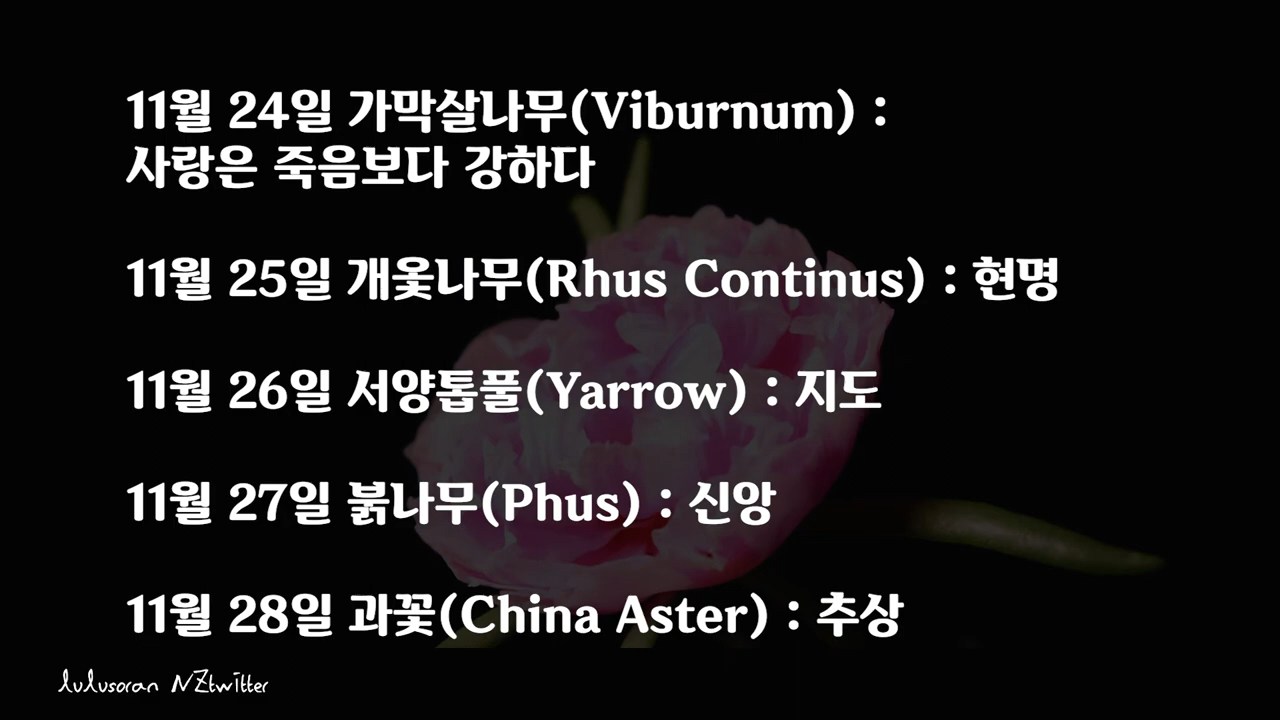 11월 24일 가막살나무(Viburnum) :
사랑은 죽음보다 강하다
11월 25일 개옻나무(Rhus Continus) : 현명
11월 26일 서양톱풀(Yarrow) : 지도
11월 27일 붉나무(Phus) : 신앙
11월 28일 과꽃(China Aster) : 추상
lulusoran NZtwitter